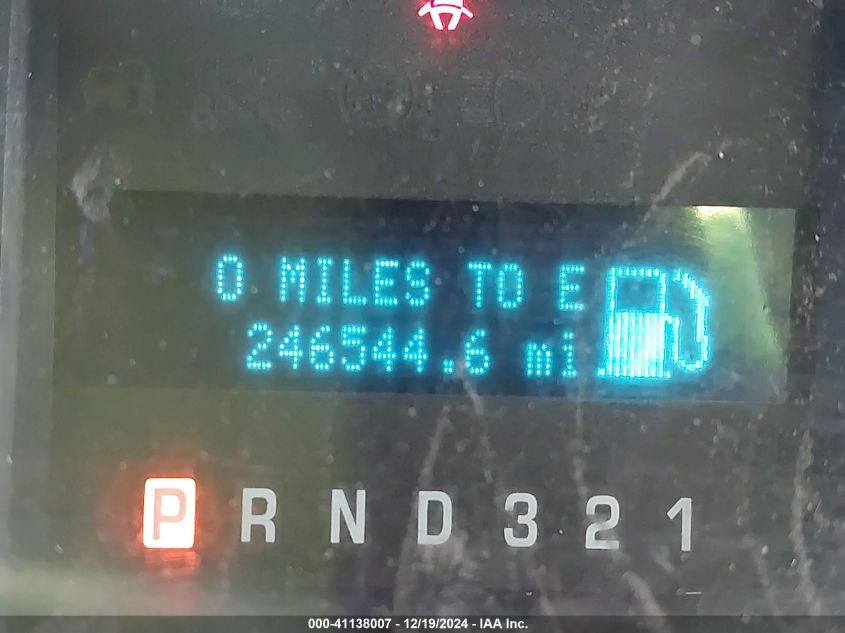 0 MILES TO E
246544.6 mi
P R N D 3 2 1
000-41138007 - 12/19/2024 - IAA Inc.